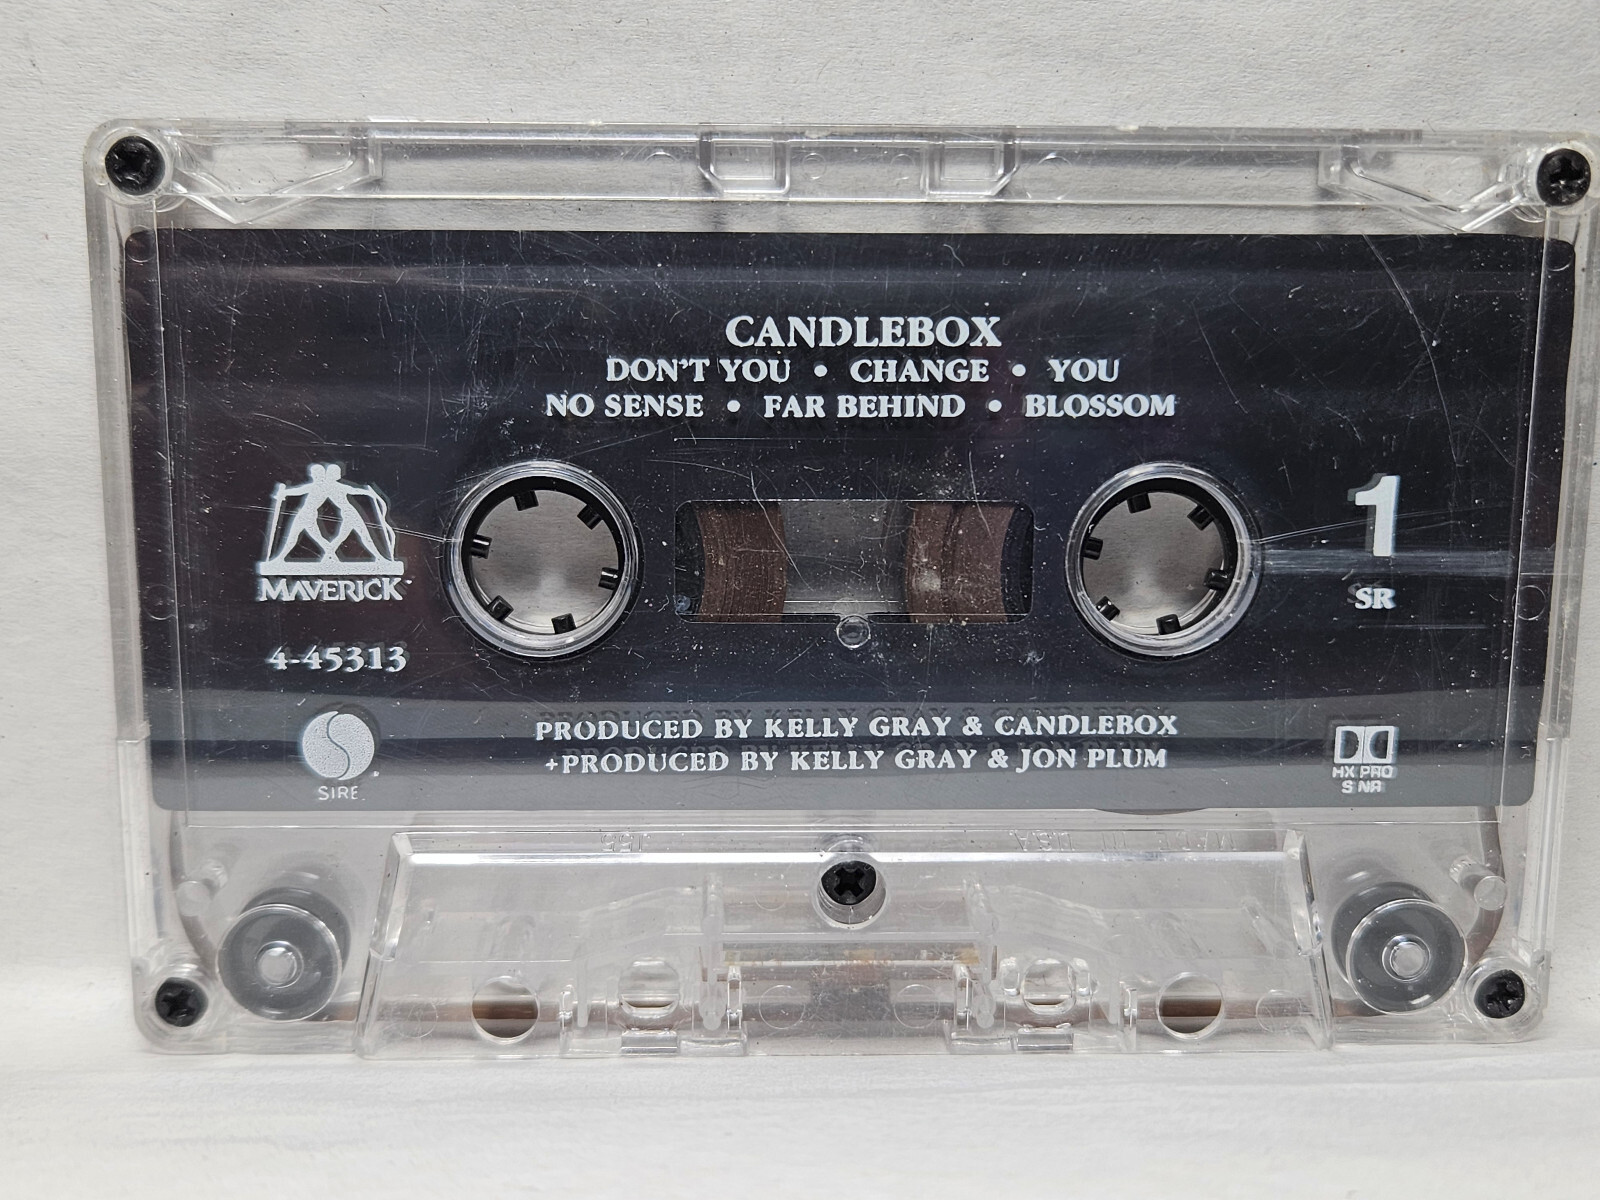 CANDLEBOX
DON'T YOU • CHANGE • YOU
NO SENSE • FAR BEHIND • BLOSSOM
MAVERICK
4-45313
1
SR
PRODUCED BY KELLY GRAY & CANDLEBOX
+PRODUCED BY KELLY GRAY & JON PLUM
SIRE
HX PRO